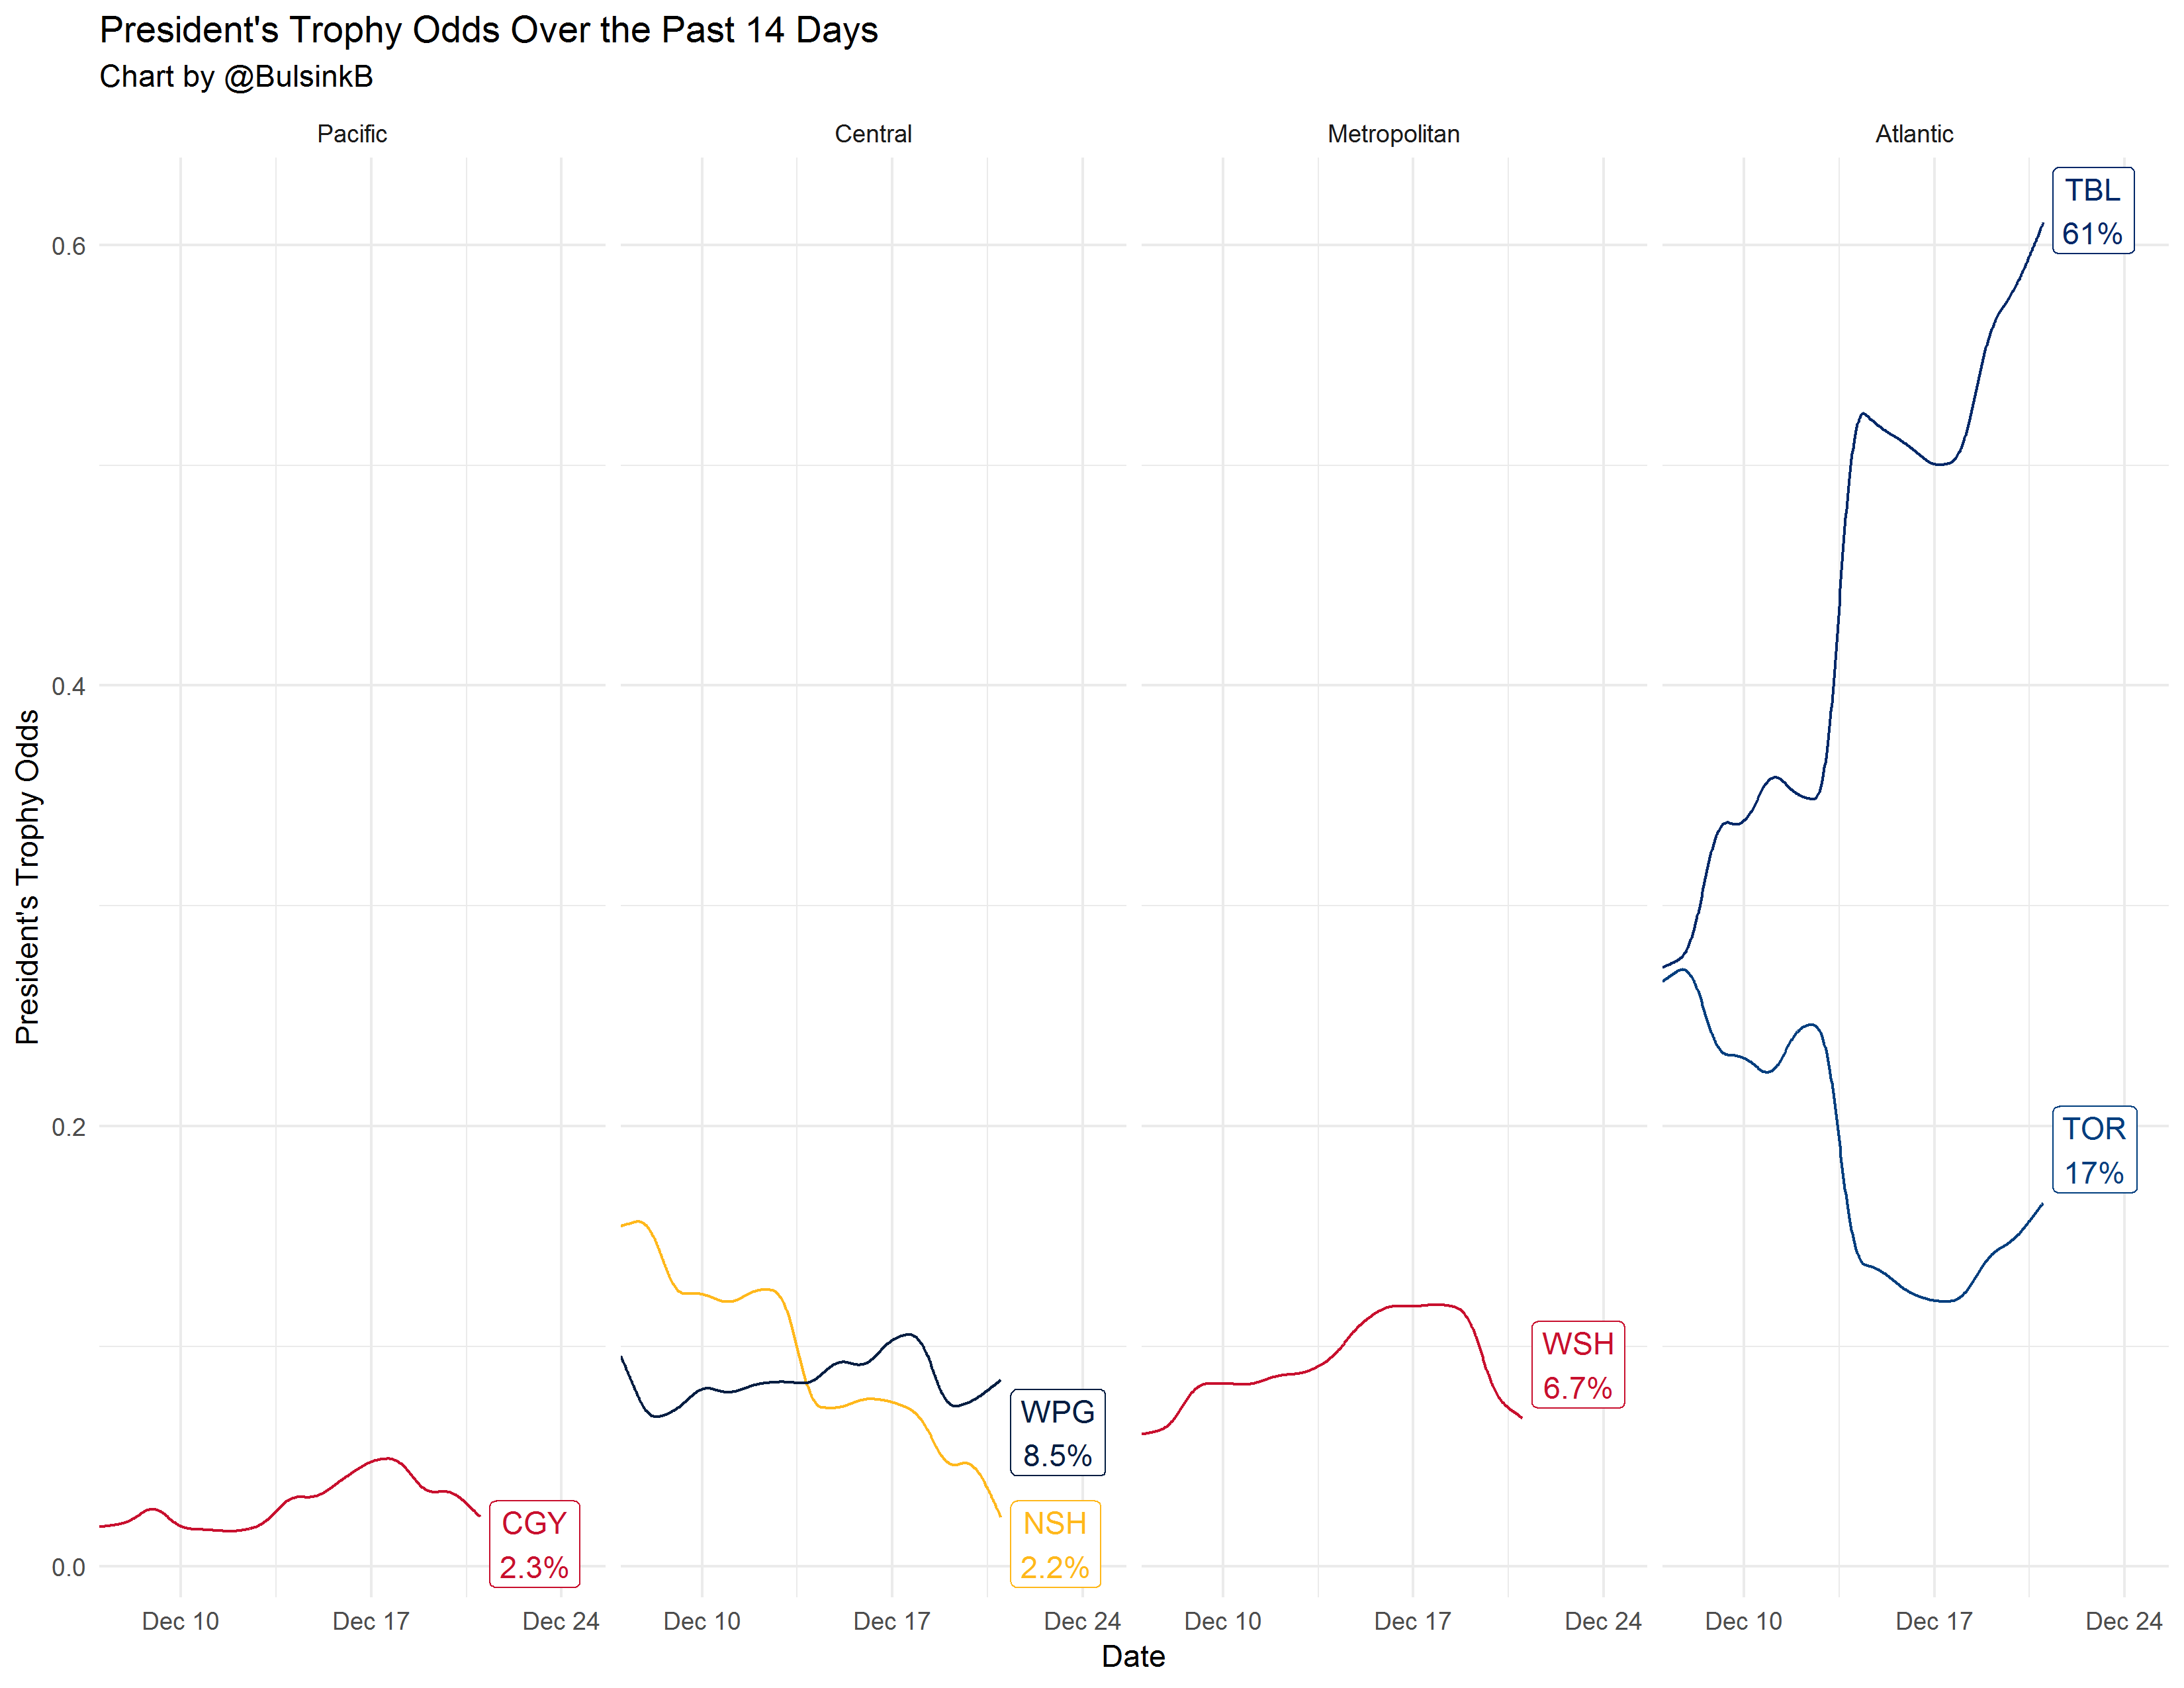 President's Trophy Odds Over the Past 14 Days
Chart by @BulsinkB
Pacific
Central
Metropolitan
Atlantic
President's Trophy Odds
0.6
0.4
0.2
0.0
TBL
61%
TOR
17%
WSH
6.7%
WPG
8.5%
CGY
2.3%
NSH
2.2%
Dec 10
Dec 17
Dec 24
Dec 10
Dec 17
Dec 24
Dec 10
Dec 17
Dec 24
Dec 10
Dec 17
Dec 24
Date